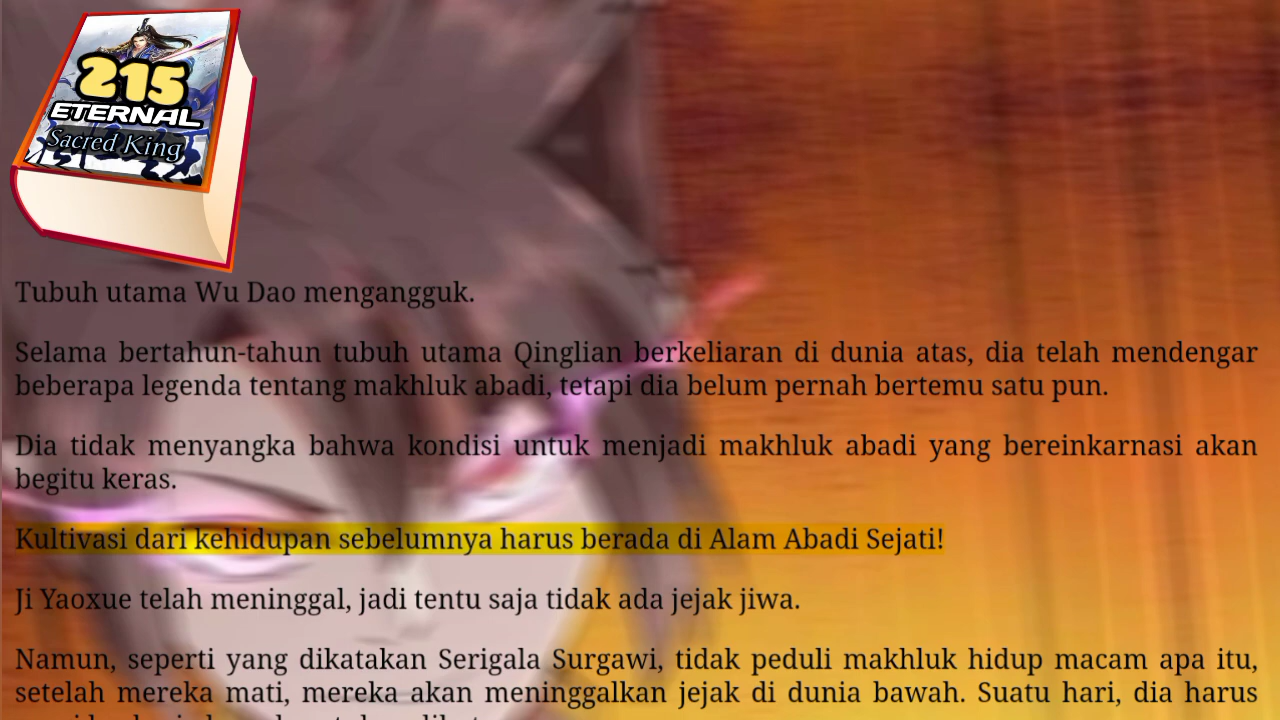 215
ETERNAL
Sacred King
Tubuh utama Wu Dao mengangguk.
Selama bertahun-tahun tubuh utama Qinglian berkeliaran di dunia atas, dia telah mendengar
beberapa legenda tentang makhluk abadi, tetapi dia belum pernah bertemu satu pun.
Dia tidak menyangka bahwa kondisi untuk menjadi makhluk abadi yang bereinkarnasi akan
begitu keras.
Kultivasi dari kehidupan sebelumnya harus berada di Alam Abadi Sejati!
Ji Yaoxue telah meninggal, jadi tentu saja tidak ada jejak jiwa.
Namun, seperti yang dikatakan Serigala Surgawi, tidak peduli makhluk hidup macam apa itu,
setelah mereka mati, mereka akan meninggalkan jejak di dunia bawah. Suatu hari, dia harus